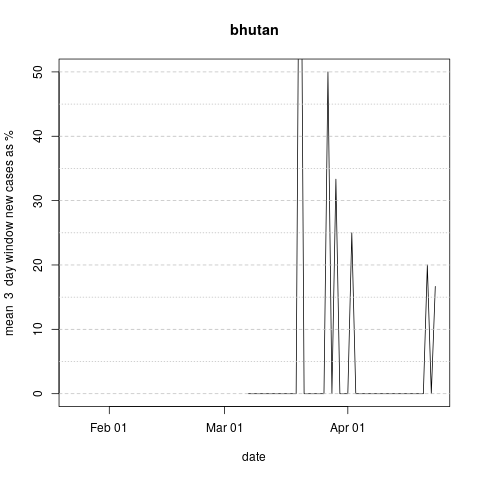 bhutan
mean 3 day window new cases as %
50
40
30
20
10
0
Feb 01
Mar 01
Apr 01
date